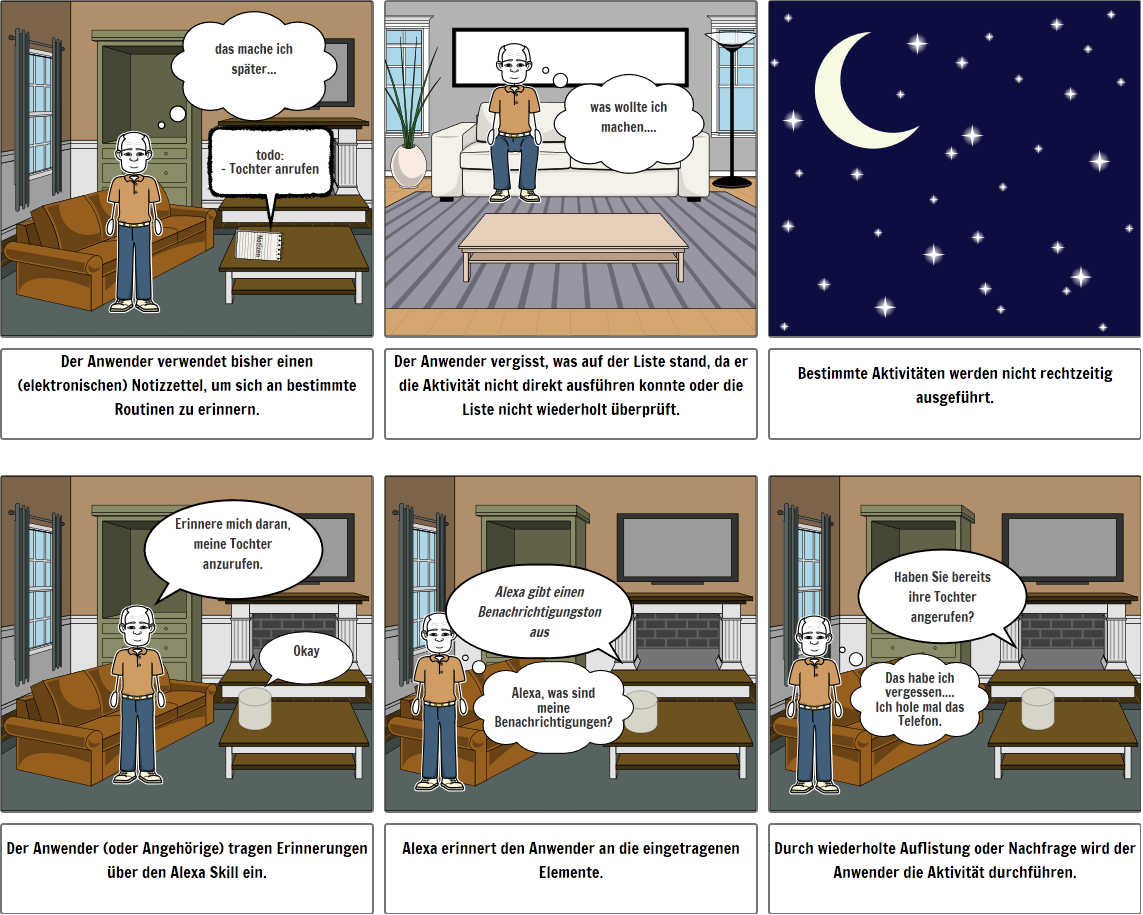 das mache ich
später...
todo:
- Tochter anrufen
Notizen
Der Anwender verwendet bisher einen
(elektronischen) Notizzettel, um sich an bestimmte
Routinen zu erinnern.
was wollte ich
machen....
Der Anwender vergisst, was auf der Liste stand, da er
die Aktivität nicht direkt ausführen konnte oder die
Liste nicht wiederholt überprüft.
Bestimmte Aktivitäten werden nicht rechtzeitig
ausgeführt.
Erinnere mich daran,
meine Tochter
anzurufen.
Okay
Der Anwender (oder Angehörige) tragen Erinnerungen
über den Alexa Skill ein.
Alexa gibt einen
Benachrichtigungston
aus
Alexa, was sind
meine
Benachrichtigungen?
Alexa erinnert den Anwender an die eingetragenen
Elemente.
Haben Sie bereits
ihre Tochter
angerufen?
Das habe ich
vergessen....
Ich hole mal das
Telefon.
Durch wiederholte Auflistung oder Nachfrage wird der
Anwender die Aktivität durchführen.